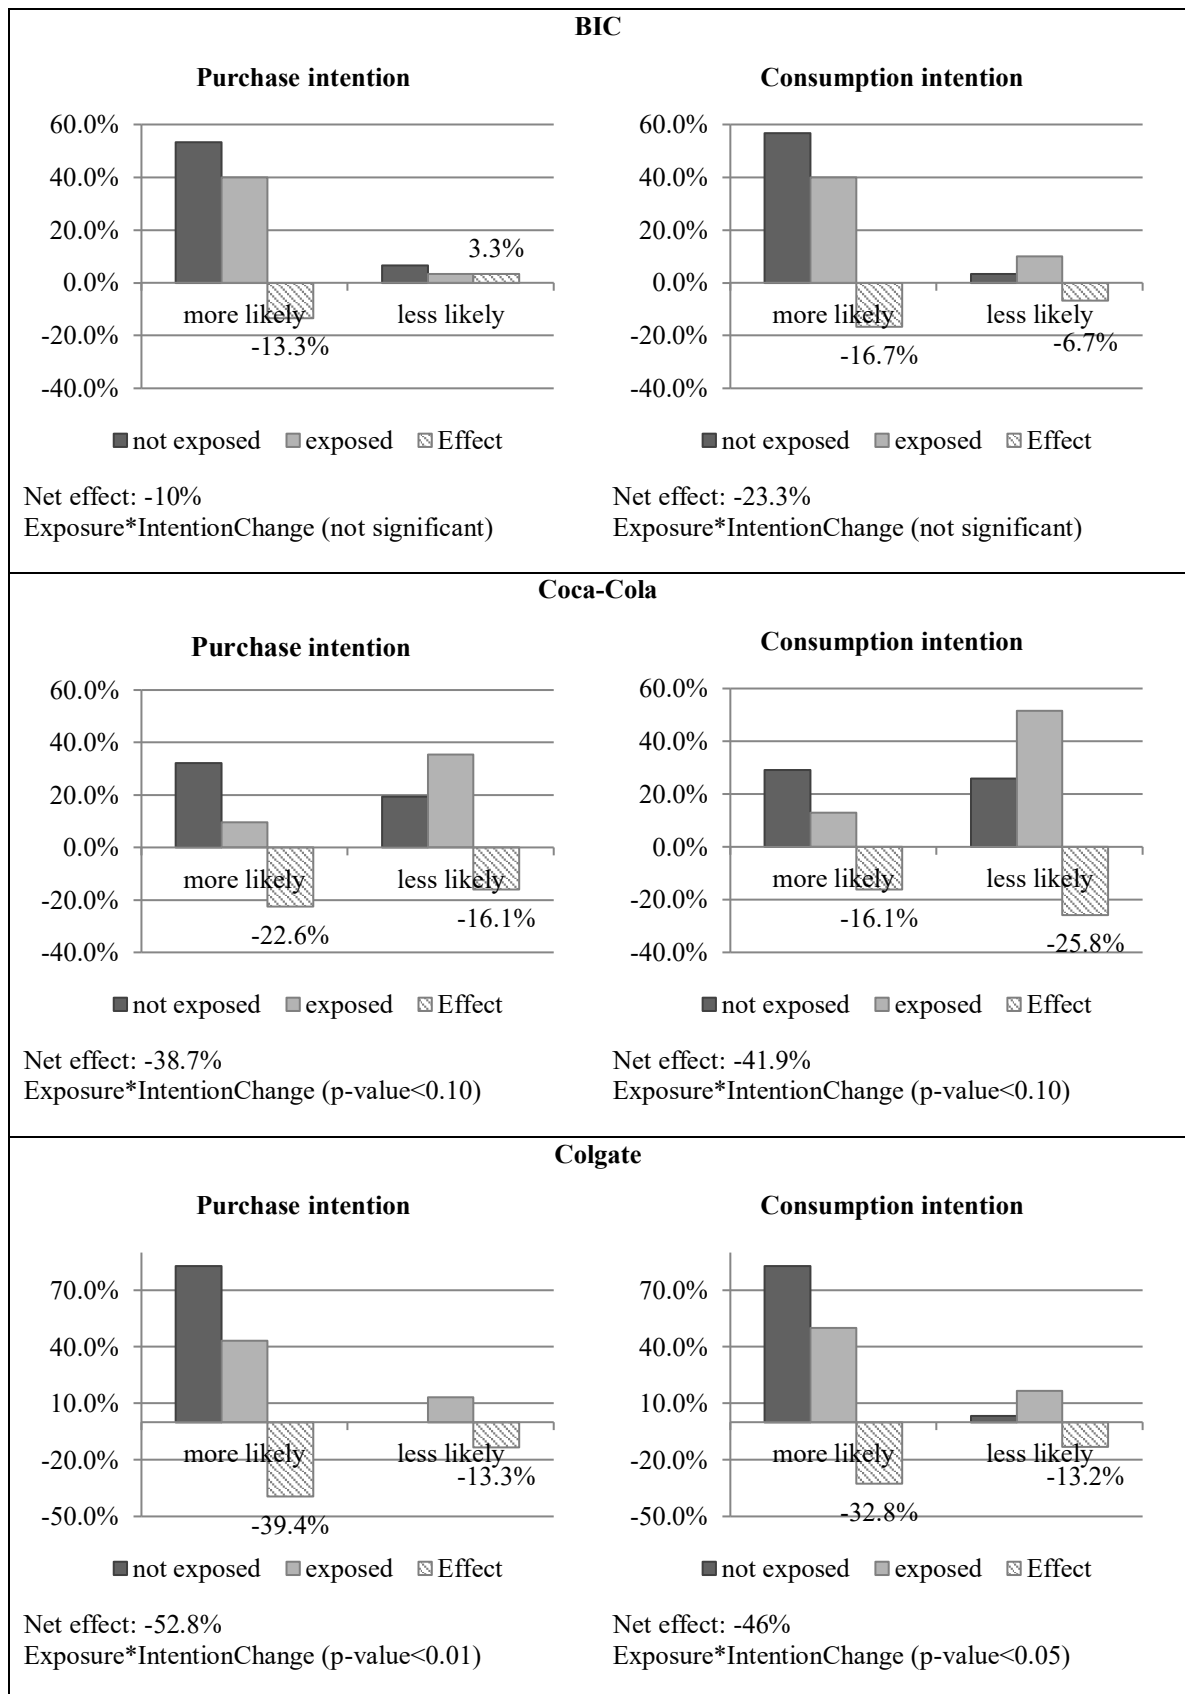 BIC
Purchase intention
60.0%
40.0%
20.0%
0.0%
-20.0%
-40.0%
3.3%
more likely
less likely
-13.3%
not exposed exposed Effect
Net effect: -10%
Exposure*IntentionChange (not significant)
Consumption intention
60.0%
40.0%
20.0%
0.0%
-20.0%
-40.0%
more likely
less likely
-16.7%
-6.7%
not exposed exposed Effect
Net effect: -23.3%
Exposure*IntentionChange (not significant)
Coca-Cola
Purchase intention
60.0%
40.0%
20.0%
0.0%
-20.0%
-40.0%
more likely
less likely
-22.6%
-16.1%
not exposed exposed Effect
Net effect: -38.7%
Exposure*IntentionChange (p-value<0.10)
Consumption intention
60.0%
40.0%
20.0%
0.0%
-20.0%
-40.0%
more likely
less likely
-16.1%
-25.8%
not exposed exposed Effect
Net effect: -41.9%
Exposure*IntentionChange (p-value<0.10)
Colgate
Purchase intention
70.0%
40.0%
10.0%
-20.0%
-50.0%
more likely
less likely
-39.4%
-13.3%
not exposed exposed Effect
Net effect: -52.8%
Exposure*IntentionChange (p-value<0.01)
Consumption intention
70.0%
40.0%
10.0%
-20.0%
-50.0%
more likely
less likely
-32.8%
-13.2%
not exposed exposed Effect
Net effect: -46%
Exposure*IntentionChange (p-value<0.05)